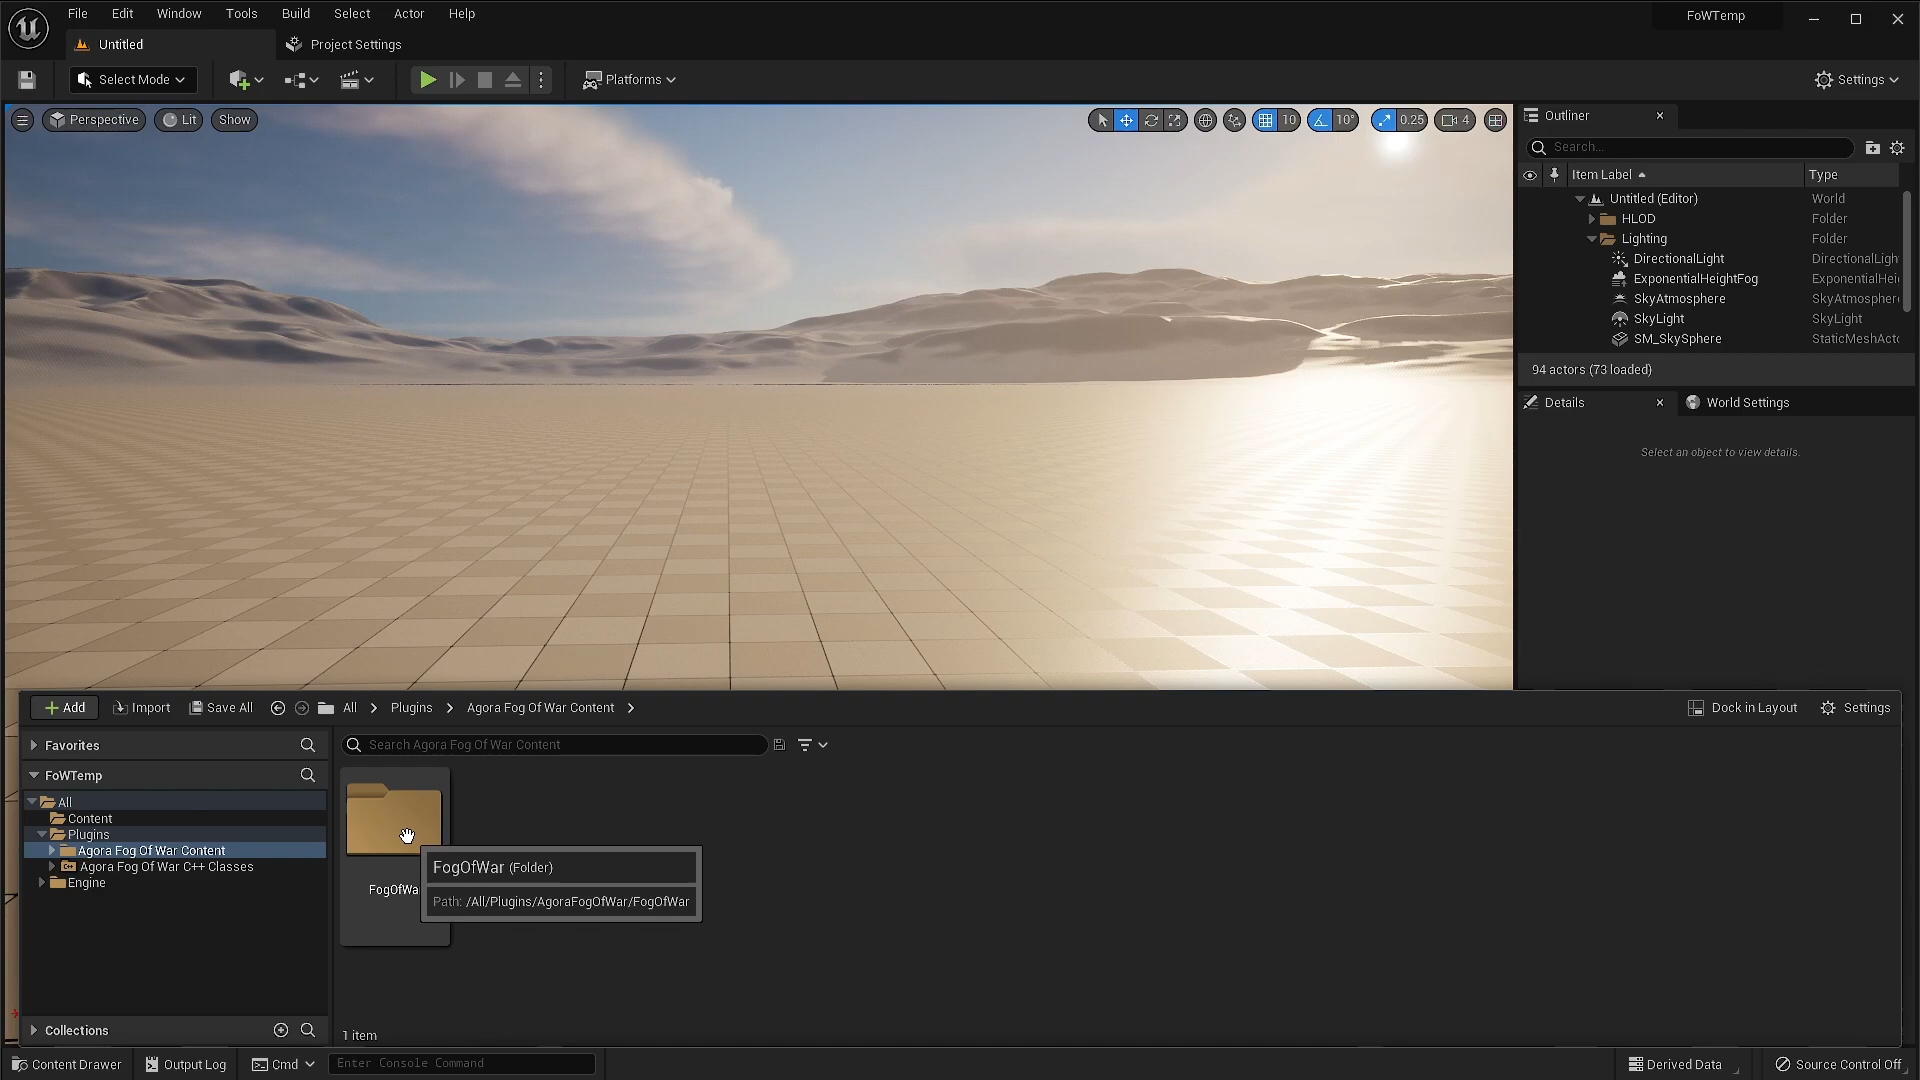 File Edit Window Tools Build Select Actor Help
FoWTemp
Untitled
Project Settings
Select Mode
Platforms
Settings
Perspective
Lit
Show
10
10°
0.25
4
Outliner
Search...
Item Label
Type
Untitled (Editor) World
HLOD Folder
Lighting Folder
DirectionalLight DirectionalLigh
ExponentialHeightFog ExponentialHei
SkyAtmosphere SkyAtmospher
SkyLight SkyLight
SM_SkySphere StaticMeshAct
94 actors (73 loaded)
Details
World Settings
Select an object to view details.
Add
Import
Save All
All
Plugins
Agora Fog Of War Content
Dock in Layout
Settings
Favorites
Search Agora Fog Of War Content
FoWTemp
All
Content
Plugins
Agora Fog Of War Content
Agora Fog Of War C++ Classes
Engine
FogOfWa
FogOfWar (Folder)
Path: /All/Plugins/AgoraFogOfWar/FogOfWar
Collections
1 item
Content Drawer
Output Log
Cmd
Enter Console Command
Derived Data
Source Control Off